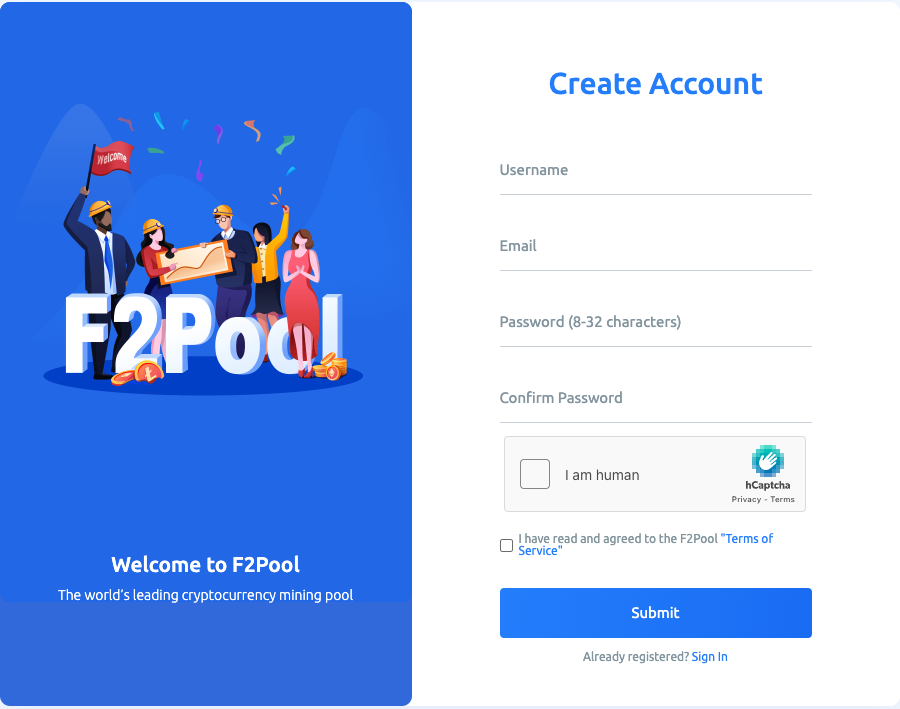 Welcome
F2Pool
Welcome to F2Pool
The world's leading cryptocurrency mining pool
Create Account
Username
Email
Password (8-32 characters)
Confirm Password
I am human
hCaptcha
Privacy - Terms
I have read and agreed to the F2Pool "Terms of
Service"
Submit
Already registered? Sign In